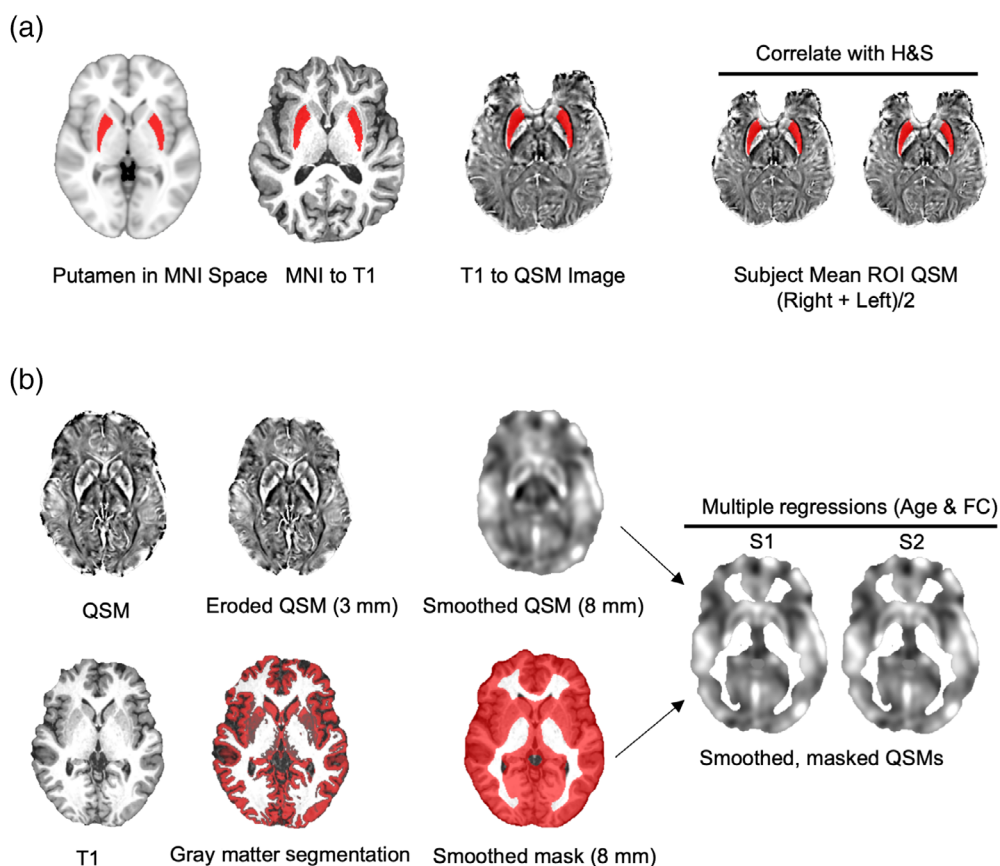 (a)
Correlate with H&S
Putamen in MNI Space
MNI to T1
T1 to QSM Image
Subject Mean ROI QSM
(Right + Left)/2
(b)
Multiple regressions (Age & FC)
S1
S2
QSM
Eroded QSM (3 mm)
Smoothed QSM (8 mm)
Smoothed, masked QSMs
T1
Gray matter segmentation
Smoothed mask (8 mm)